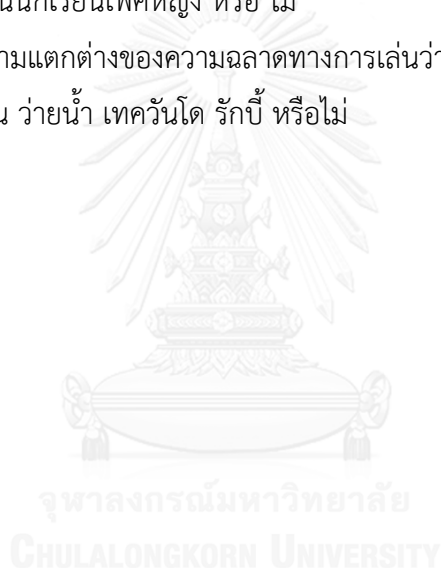 นักเรียนเพศหญิง หรือ ไม่
ามแตกต่างของความฉลาดทางการเล่นว่า
น ว่ายน้ำ เทควันโด รักบี้ หรือไม่
จุฬาลงกรณ์มหาวิทยาลัย
CHULALONGKORN UNIVERSITY